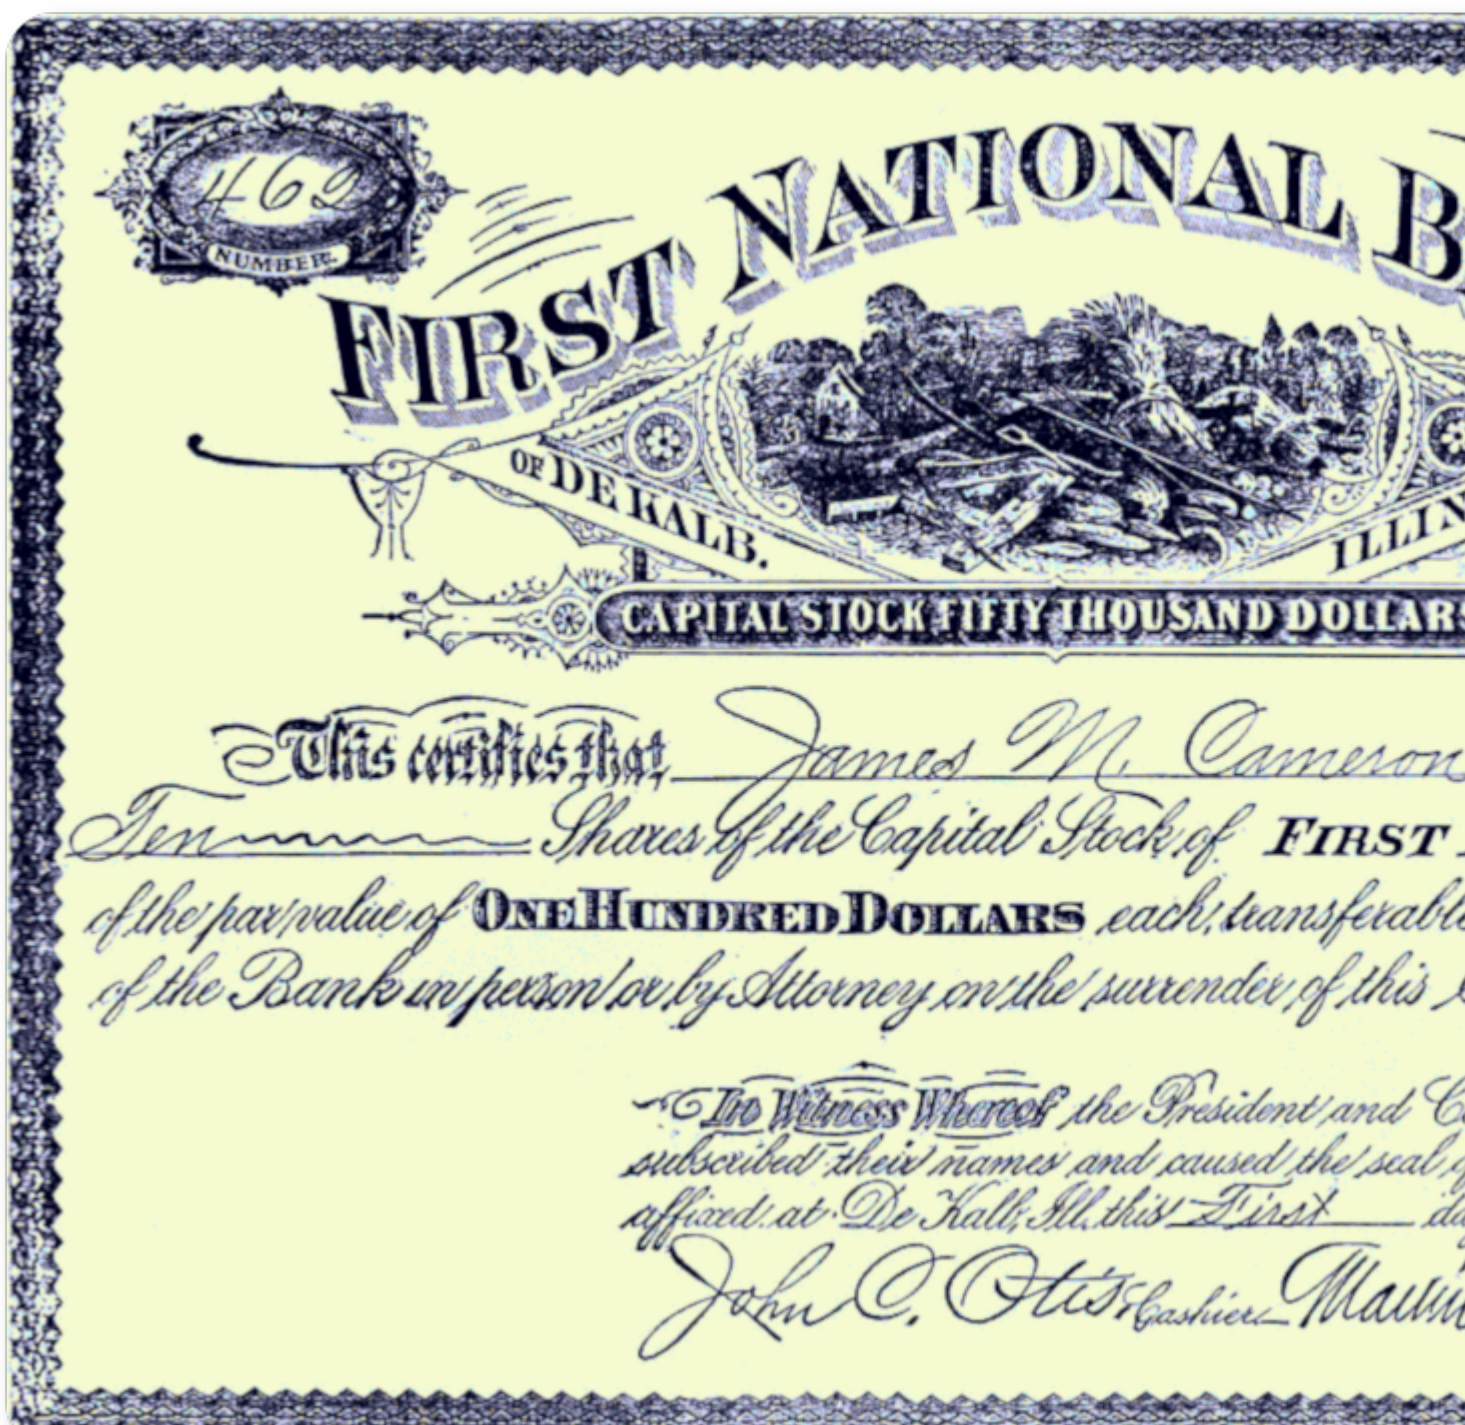 462
NUMBER.
FIRST NATIONAL B
OF DE KALB.
ILLIN
CAPITAL STOCK FIFTY THOUSAND DOLLARS
This certifies that James M. Cameron
Ten Shares of the Capital Stock of FIRST
of the par value of ONE HUNDRED DOLLARS each, transferable
of the Bank in person or by Attorney on the surrender of this
In Witness Whereof the President and C
subscribed their names and caused the seal of
affixed at De Kalb, Ill. this First da
John C. Otis Cashier